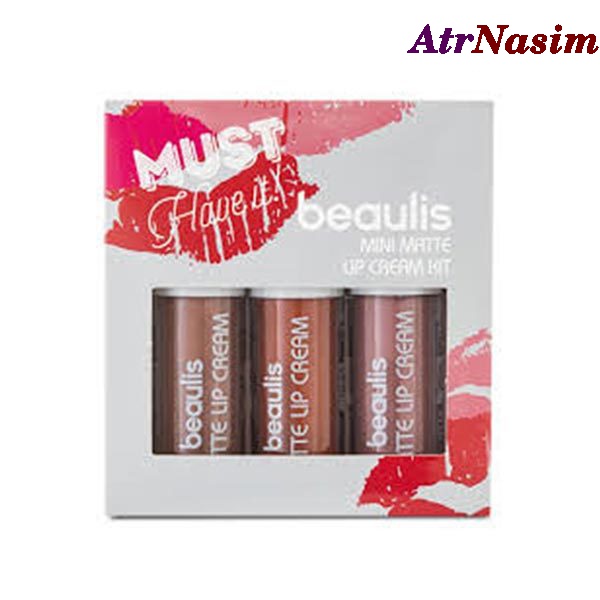 AtrNasim
MUST
Have it!
beaulis
MINI MATTE
LIP CREAM KIT
beaulis
TTE LIP CREAM
beaulis
TTE LIP CREAM
beaulis
TTE LIP CREAM